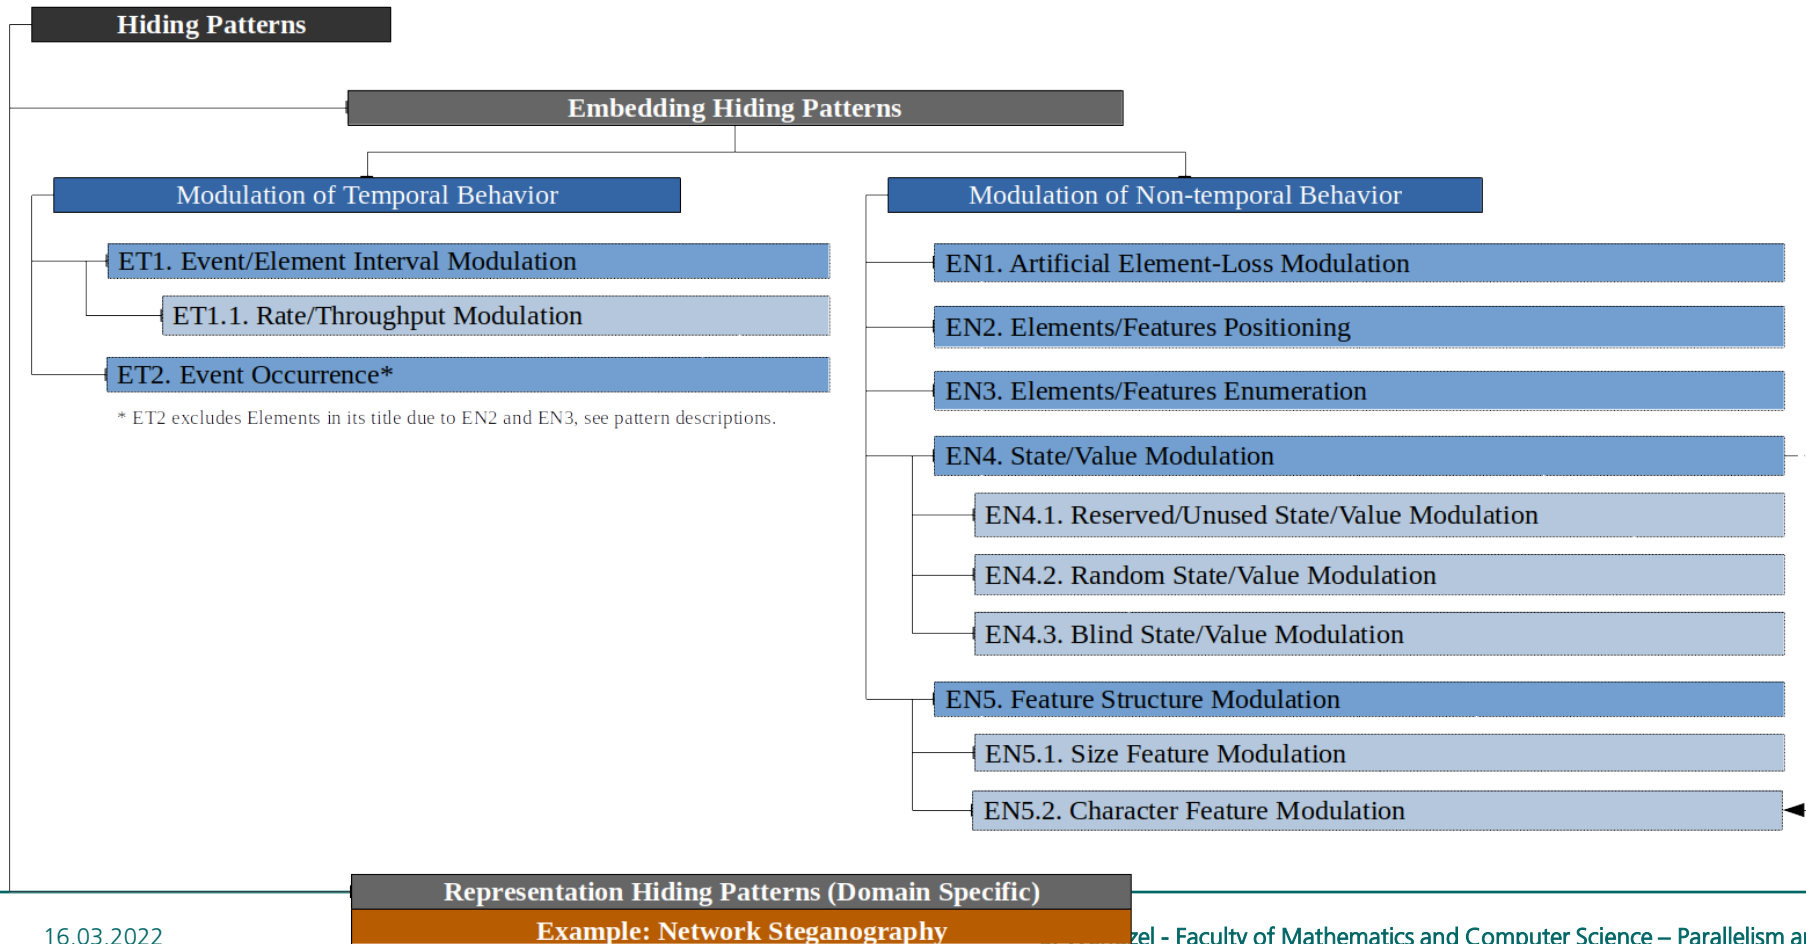 Hiding Patterns
Embedding Hiding Patterns
Modulation of Temporal Behavior
ET1. Event/Element Interval Modulation
ET1.1. Rate/Throughput Modulation
ET2. Event Occurrence*
* ET2 excludes Elements in its title due to EN2 and EN3, see pattern descriptions.
Modulation of Non-temporal Behavior
EN1. Artificial Element-Loss Modulation
EN2. Elements/Features Positioning
EN3. Elements/Features Enumeration
EN4. State/Value Modulation
EN4.1. Reserved/Unused State/Value Modulation
EN4.2. Random State/Value Modulation
EN4.3. Blind State/Value Modulation
EN5. Feature Structure Modulation
EN5.1. Size Feature Modulation
EN5.2. Character Feature Modulation
Representation Hiding Patterns (Domain Specific)
Example: Network Steganography
16.03.2022
zel - Faculty of Mathematics and Computer Science – Parallelism